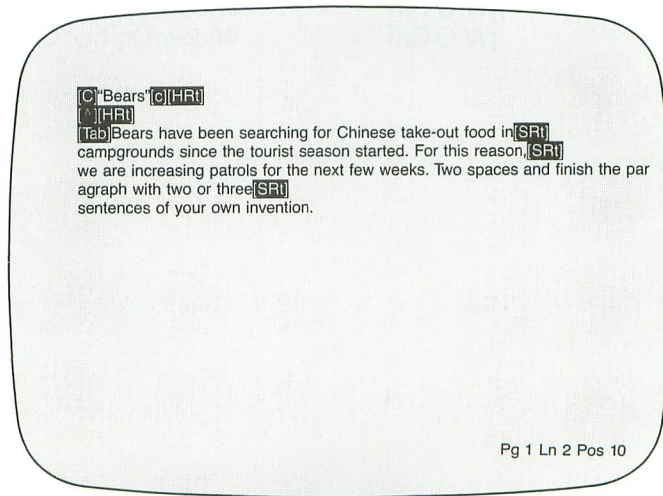 [C]“Bears”[c][HRt]
[^][HRt]
[Tab]Bears have been searching for Chinese take-out food in[SRt]
campgrounds since the tourist season started. For this reason,[SRt]
we are increasing patrols for the next few weeks. Two spaces and finish the par
agraph with two or three[SRt]
sentences of your own invention.
Pg 1 Ln 2 Pos 10